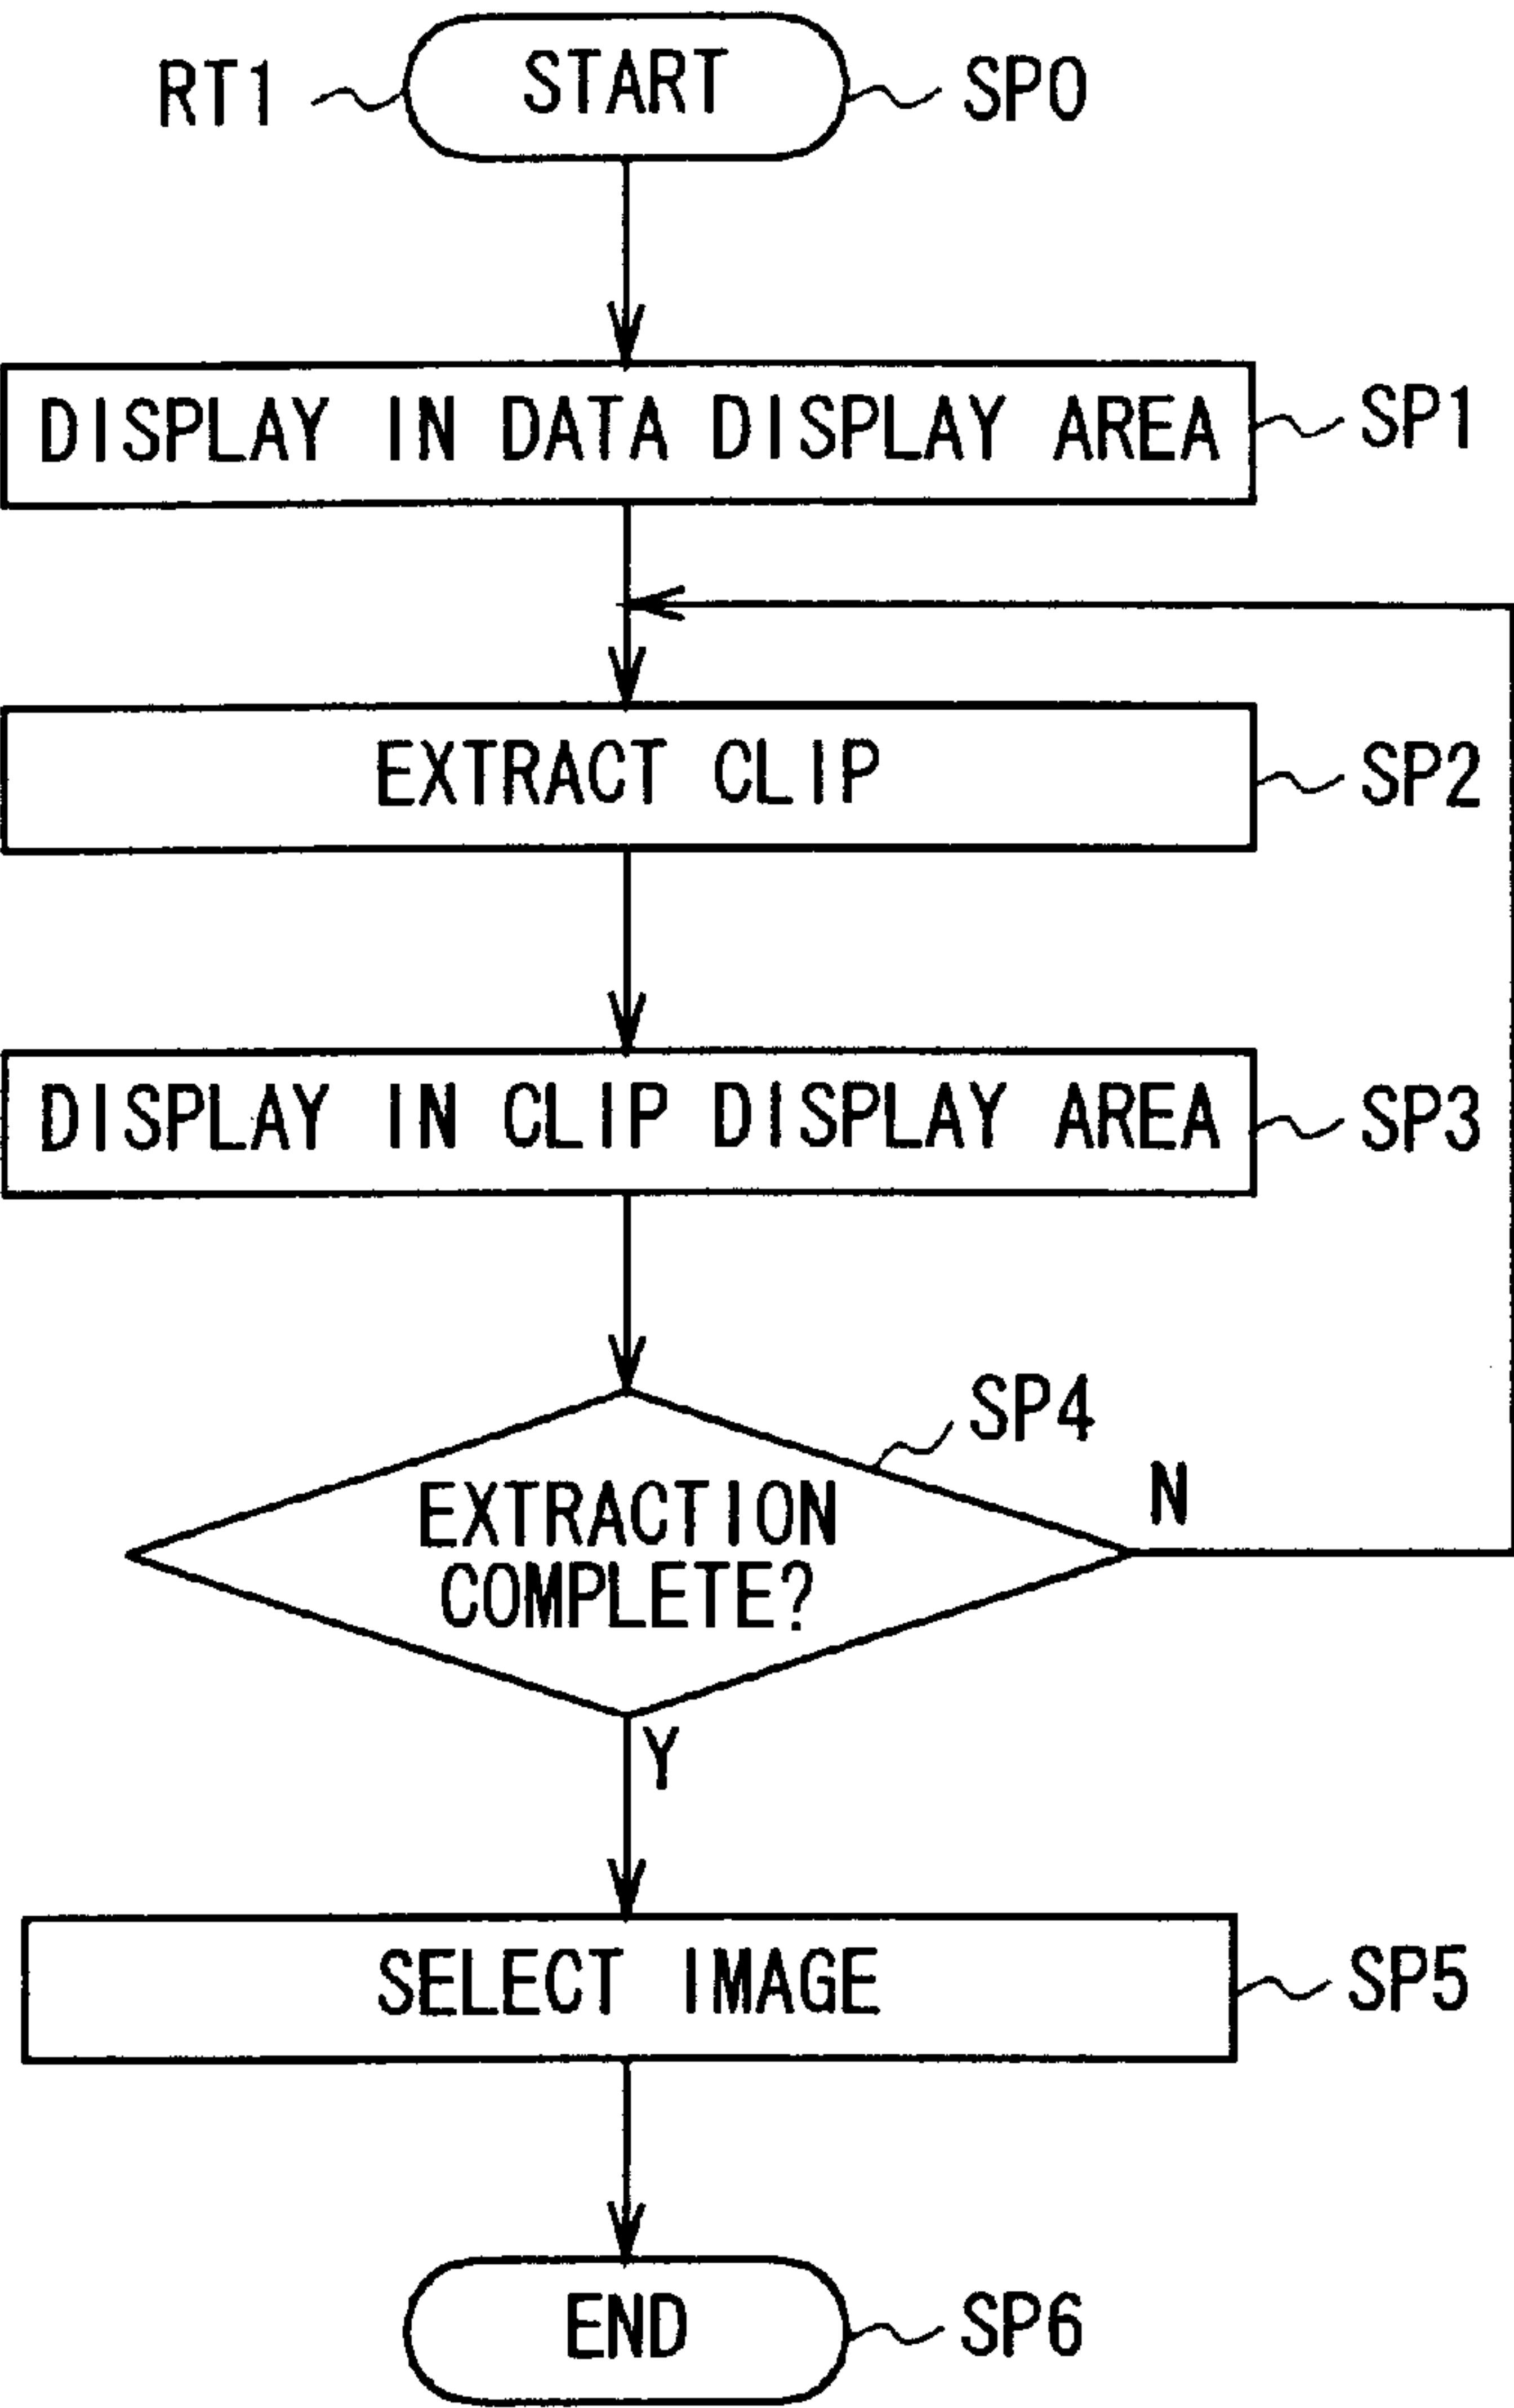 RT1
START
SP0
DISPLAY IN DATA DISPLAY AREA
SP1
EXTRACT CLIP
SP2
DISPLAY IN CLIP DISPLAY AREA
SP3
SP4
EXTRACTION
COMPLETE?
N
Y
SELECT IMAGE
SP5
END
SP6